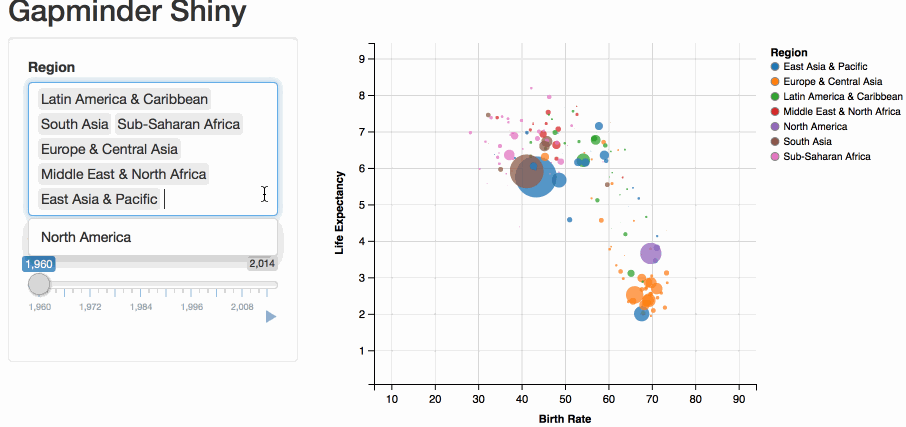 Gapminder Shiny
Region
Latin America & Caribbean
South Asia Sub-Saharan Africa
Europe & Central Asia
Middle East & North Africa
East Asia & Pacific
North America
1,960 2,014
1,960 1,972 1,984 1,996 2,008
9
8
7
6
5
4
3
2
1
Life Expectancy
10 20 30 40 50 60 70 80 90
Birth Rate
Region
East Asia & Pacific
Europe & Central Asia
Latin America & Caribbean
Middle East & North Africa
North America
South Asia
Sub-Saharan Africa